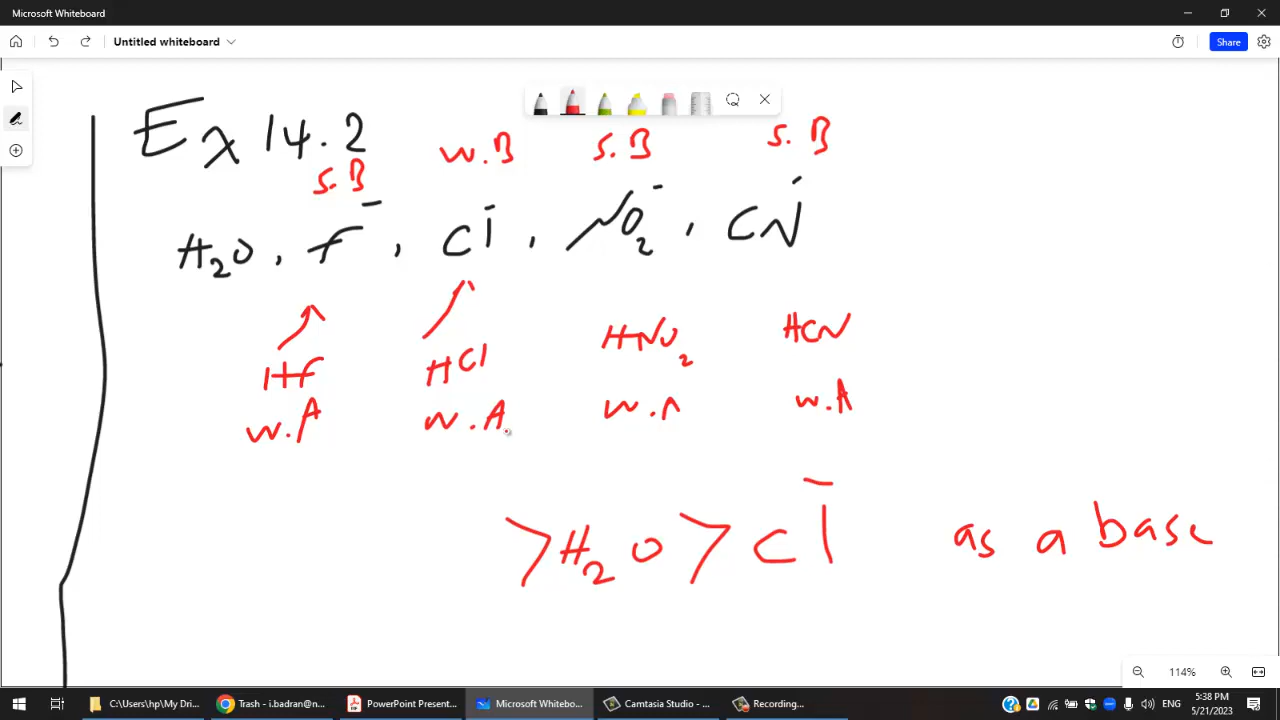 Microsoft Whiteboard
Untitled whiteboard
Share
Ex 14.2
S.B w.B S.B S.B
H₂O, F⁻, Cl⁻, NO₂⁻, CN⁻
HF HCl HNO₂ HCN
w.A w.A w.A w.A
>H₂O > Cl⁻ as a base
114%
C:\Users\hp\My Dri...
Trash - i.badran@n...
PowerPoint Present...
Microsoft Whiteboa...
Camtasia Studio - ...
Recording...
ENG
5:38 PM
5/21/2023